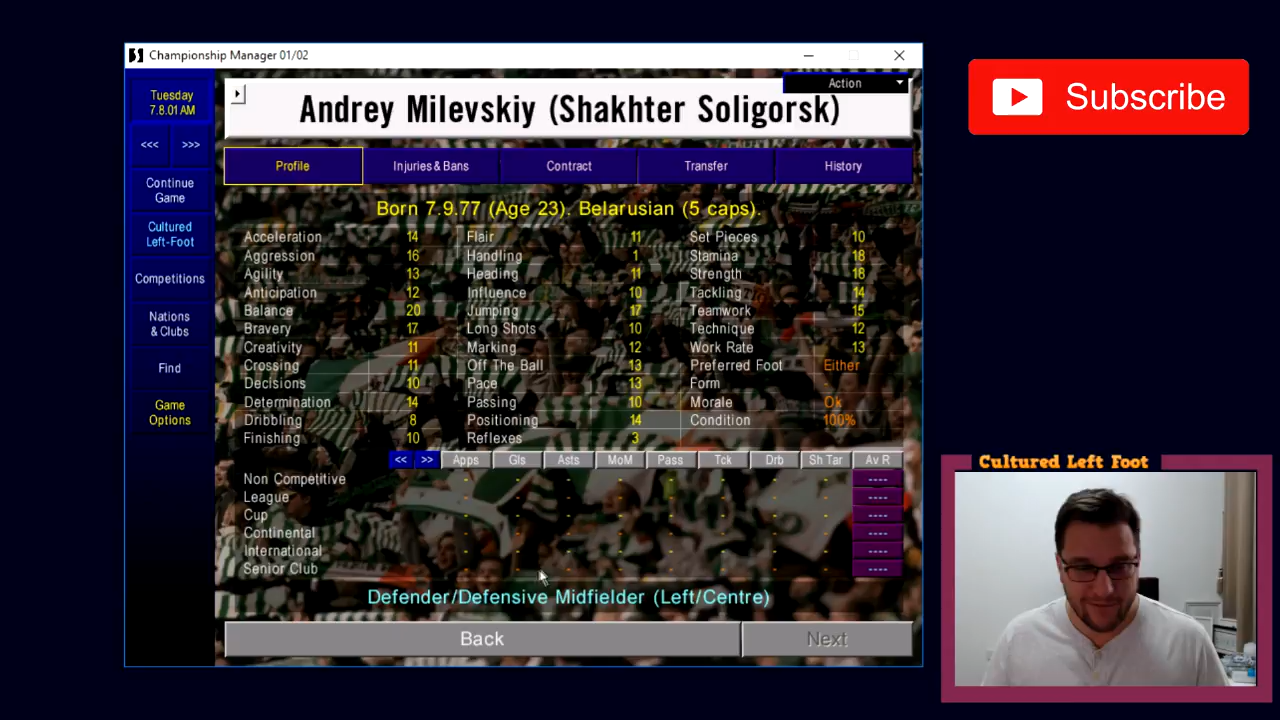 Championship Manager 01/02
Subscribe
Action
Andrey Milevskiy (Shakhter Soligorsk)
Tuesday
7.8.01 AM
<<< >>>
Continue
Game
Cultured
Left-Foot
Competitions
Nations
& Clubs
Find
Game
Options
Profile Injuries & Bans Contract Transfer History
Born 7.9.77 (Age 23). Belarusian (5 caps).
Acceleration 14 Flair 11 Set Pieces 10
Aggression 16 Handling 1 Stamina 18
Agility 13 Heading 11 Strength 18
Anticipation 12 Influence 10 Tackling 14
Balance 20 Jumping 17 Teamwork 15
Bravery 17 Long Shots 10 Technique 12
Creativity 11 Marking 12 Work Rate 13
Crossing 11 Off The Ball 13 Preferred Foot Either
Decisions 10 Pace 13 Form -
Determination 14 Passing 10 Morale Ok
Dribbling 8 Positioning 14 Condition 100%
Finishing 10 Reflexes 3
<< >> Apps Gls Asts MoM Pass Tck Drb Sh Tar Av R
Non Competitive - - - - - - - - ----
League - - - - - - - - ----
Cup - - - - - - - - ----
Continental - - - - - - - - ----
International - - - - - - - - ----
Senior Club - - - - - - - - ----
Defender/Defensive Midfielder (Left/Centre)
Back Next
Cultured Left Foot